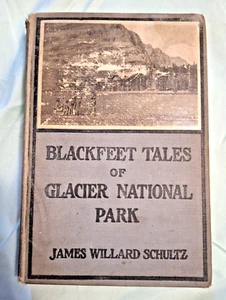 BLACKFEET TALES
OF
GLACIER NATIONAL
PARK
JAMES WILLARD SCHULTZ